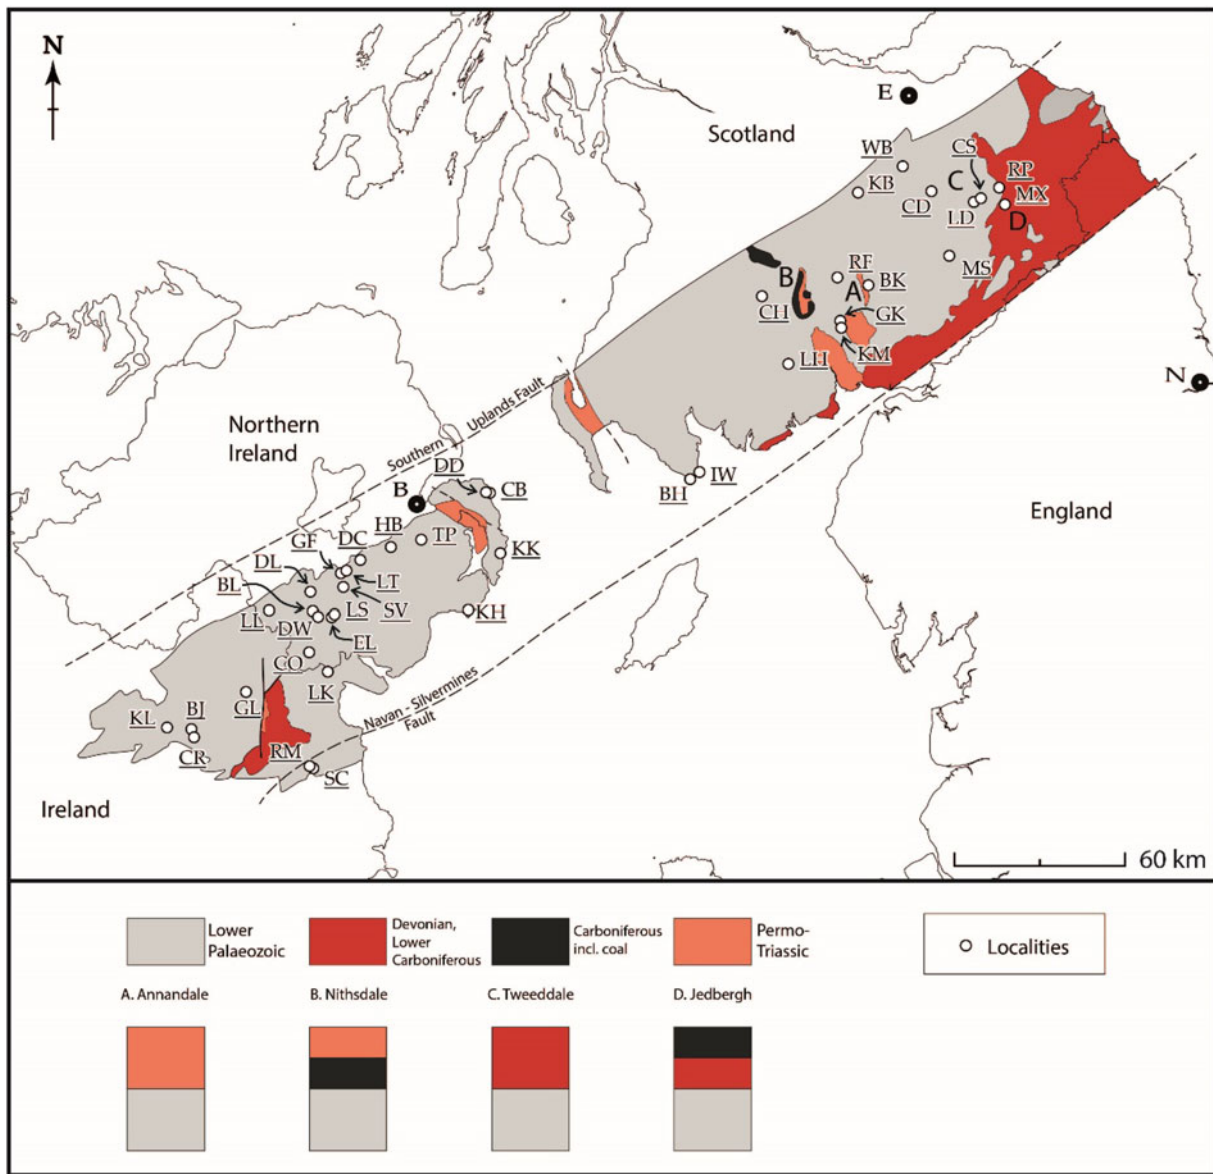 N
E
Scotland
WB
CS
RP
KB
C
MX
CD
LD
D
MS
RF
B
BK
A
CH
GK
KM
LH
N
Northern
Ireland
Southern Uplands Fault
DD
CB
B
IW
BH
England
HB
TP
DC
GF
KK
DL
LT
BL
SV
LS
KH
LL
DW
EL
CO
LK
Navan - Silvermines
Fault
GL
BJ
KL
CR
RM
SC
Ireland
60 km
Lower
Palaeozoic
Devonian,
Lower
Carboniferous
Carboniferous
incl. coal
Permo-
Triassic
Localities
A. Annandale
B. Nithsdale
C. Tweeddale
D. Jedbergh